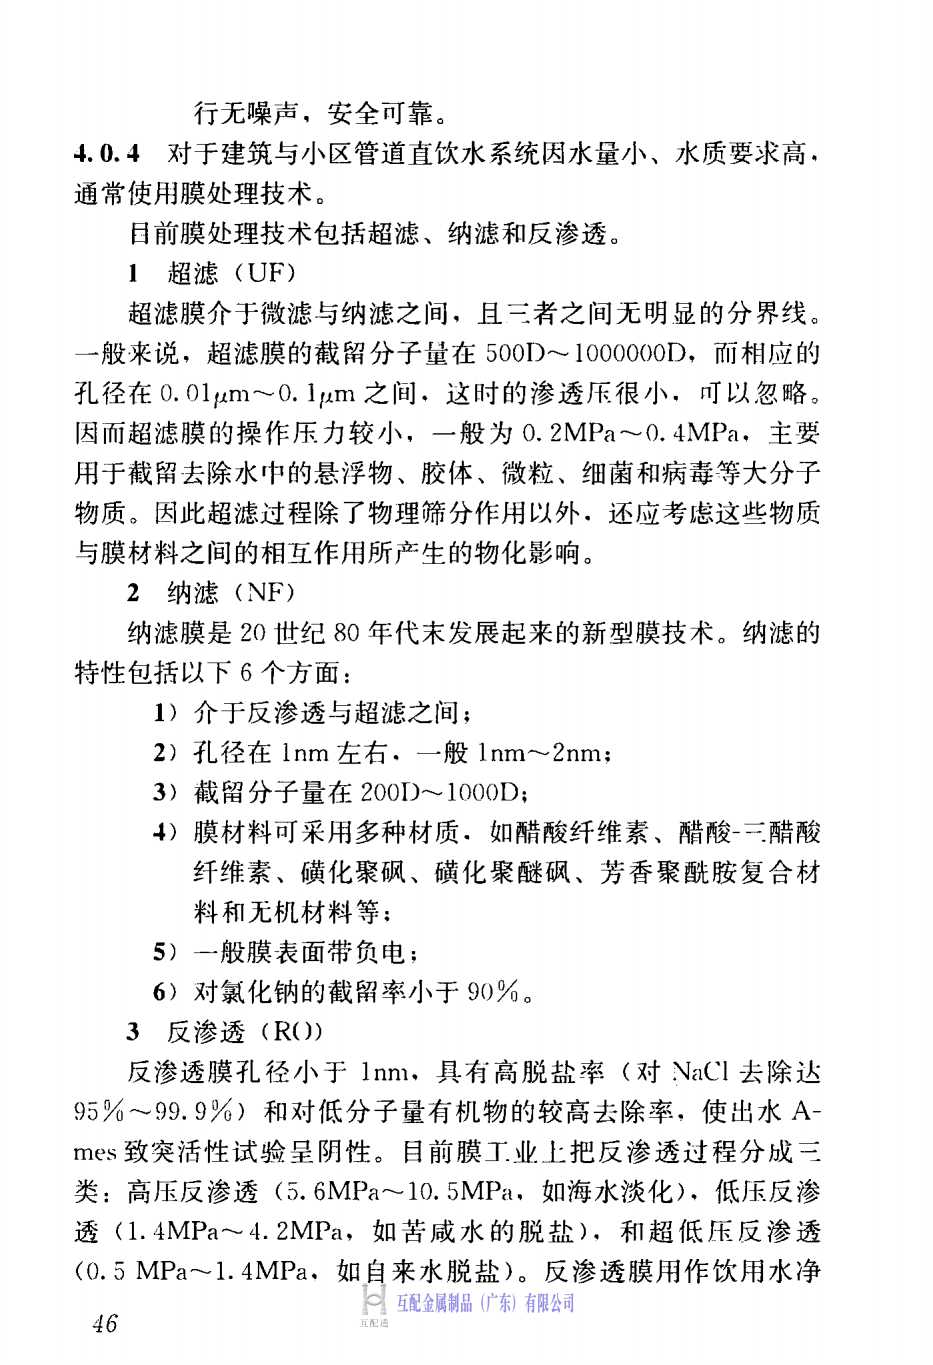 行无噪声，安全可靠。
4.0.4 对于建筑与小区管道直饮水系统因水量小、水质要求高，
通常使用膜处理技术。
目前膜处理技术包括超滤、纳滤和反渗透。
1 超滤（UF）
超滤膜介于微滤与纳滤之间，且三者之间无明显的分界线。
一般来说，超滤膜的截留分子量在 500D～1000000D，而相应的
孔径在 0.01μm～0.1μm 之间，这时的渗透压很小，可以忽略。
因而超滤膜的操作压力较小，一般为 0.2MPa～0.4MPa，主要
用于截留去除水中的悬浮物、胶体、微粒、细菌和病毒等大分子
物质。因此超滤过程除了物理筛分作用以外，还应考虑这些物质
与膜材料之间的相互作用所产生的物化影响。
2 纳滤（NF）
纳滤膜是 20 世纪 80 年代末发展起来的新型膜技术。纳滤的
特性包括以下 6 个方面：
1）介于反渗透与超滤之间；
2）孔径在 1nm 左右，一般 1nm～2nm；
3）截留分子量在 200D～1000D；
4）膜材料可采用多种材质，如醋酸纤维素、醋酸-三醋酸
纤维素、磺化聚砜、磺化聚醚砜、芳香聚酰胺复合材
料和无机材料等；
5）一般膜表面带负电；
6）对氯化钠的截留率小于 90%。
3 反渗透（RO）
反渗透膜孔径小于 1nm，具有高脱盐率（对 NaCl 去除达
95%～99.9%）和对低分子量有机物的较高去除率，使出水 A-
mes 致突活性试验呈阴性。目前膜工业上把反渗透过程分成三
类：高压反渗透（5.6MPa～10.5MPa，如海水淡化），低压反渗
透（1.4MPa～4.2MPa，如苦咸水的脱盐），和超低压反渗透
（0.5 MPa～1.4MPa，如自来水脱盐）。反渗透膜用作饮用水净
互配金属制品（广东）有限公司
互配通
46